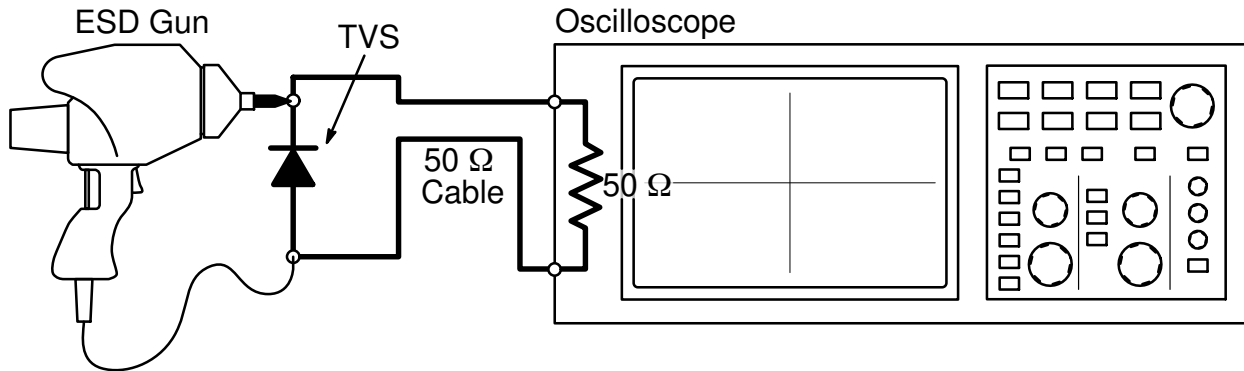 ESD Gun
TVS
Oscilloscope
50 Ω
Cable
50 Ω